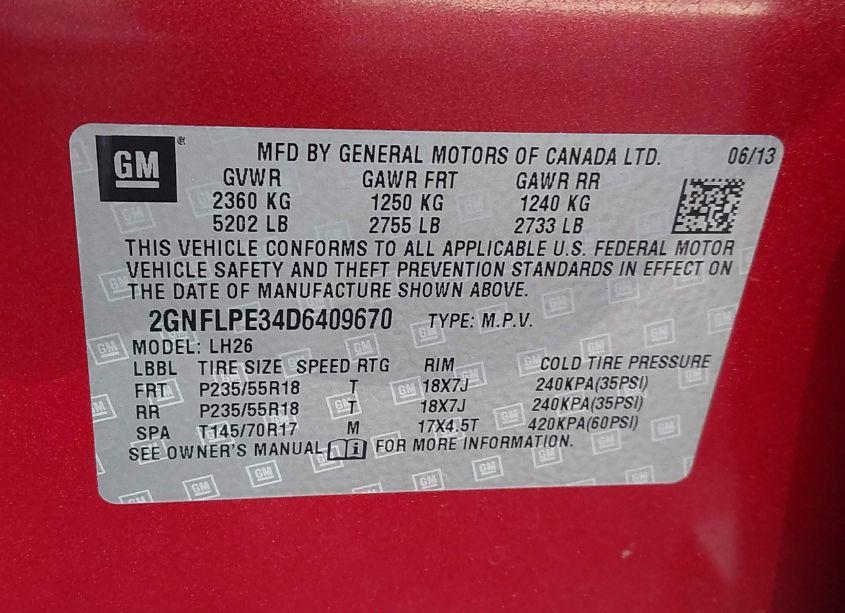 GM® MFD BY GENERAL MOTORS OF CANADA LTD. 06/13
GVWR GAWR FRT GAWR RR
2360 KG 1250 KG 1240 KG
5202 LB 2755 LB 2733 LB
THIS VEHICLE CONFORMS TO ALL APPLICABLE U.S. FEDERAL MOTOR
VEHICLE SAFETY AND THEFT PREVENTION STANDARDS IN EFFECT ON
THE DATE OF MANUFACTURE SHOWN ABOVE.
2GNFLPE34D6409670 TYPE: M.P.V.
MODEL: LH26
LBBL TIRE SIZE SPEED RTG RIM COLD TIRE PRESSURE
FRT P235/55R18 T 18X7J 240KPA(35PSI)
RR P235/55R18 T 18X7J 240KPA(35PSI)
SPA T145/70R17 M 17X4.5T 420KPA(60PSI)
SEE OWNER'S MANUAL FOR MORE INFORMATION.